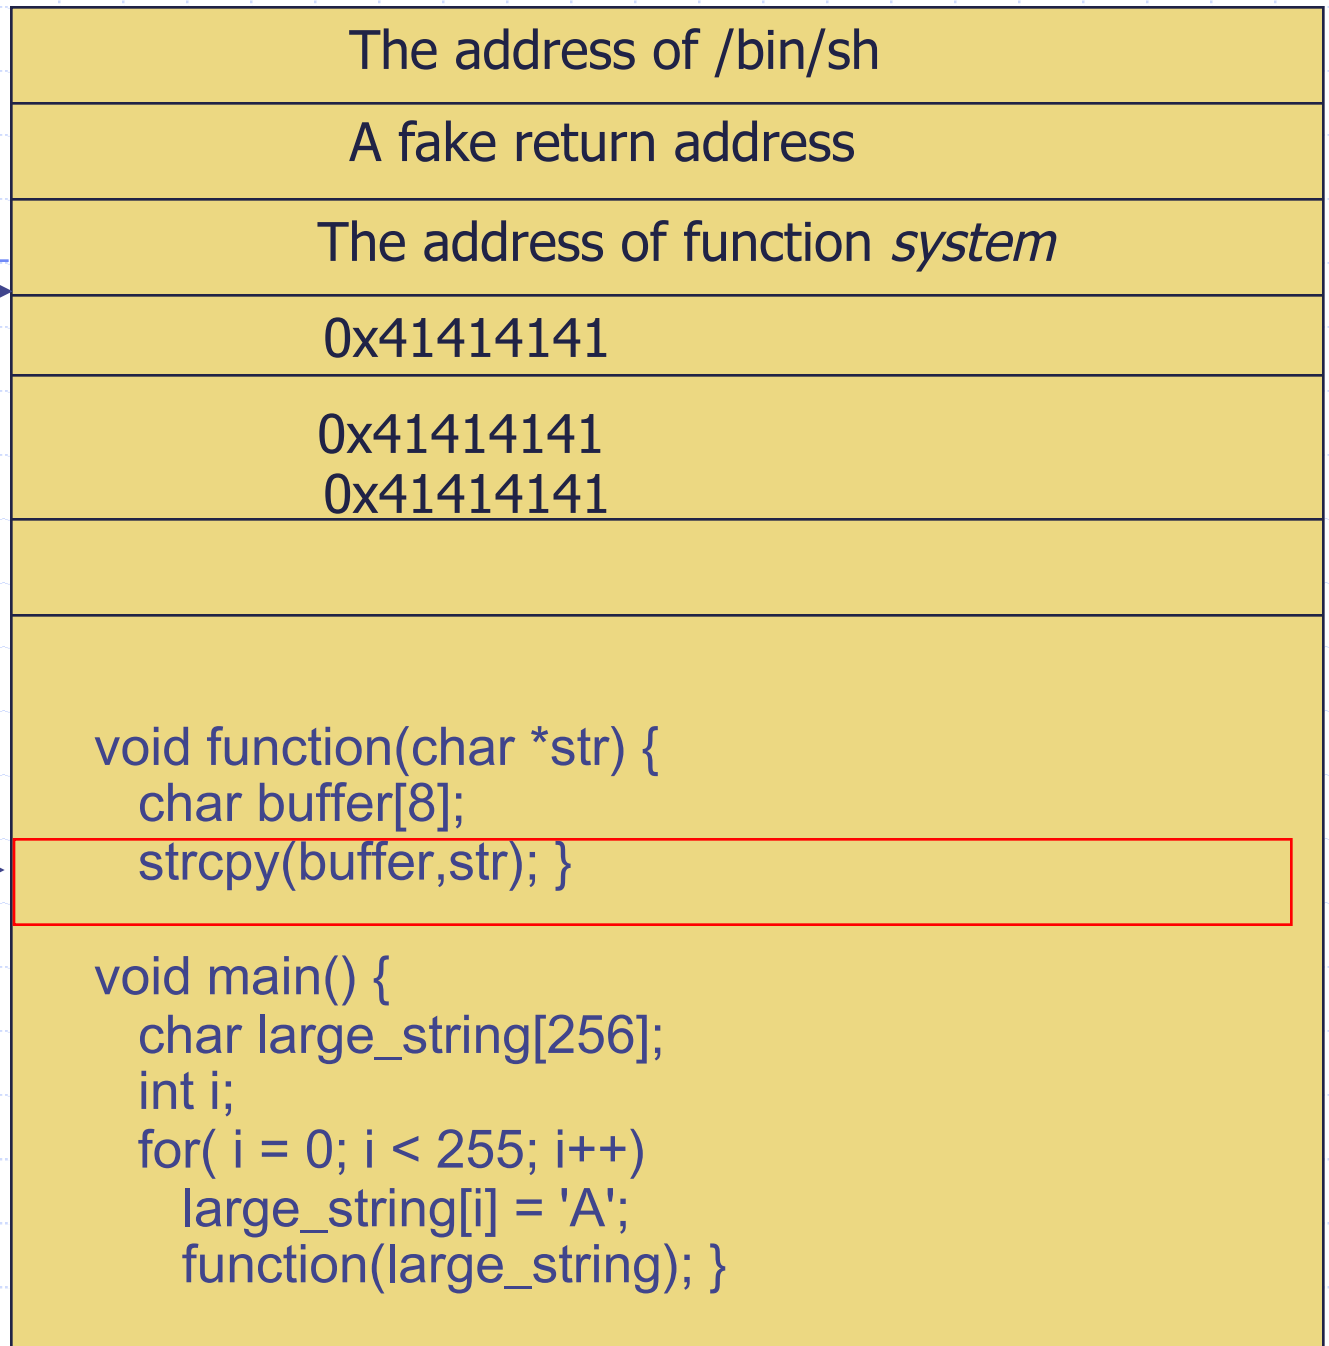 The address of /bin/sh
A fake return address
The address of function system
0x41414141
0x41414141
0x41414141
void function(char *str) {
char buffer[8];
strcpy(buffer,str); }
void main() {
char large_string[256];
int i;
for( i = 0; i < 255; i++)
large_string[i] = 'A';
function(large_string); }